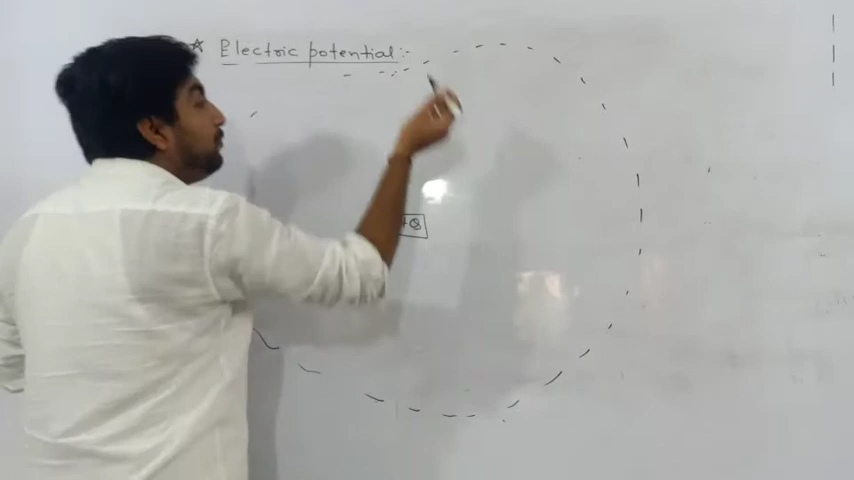 ★ Electric potential :-
+Q